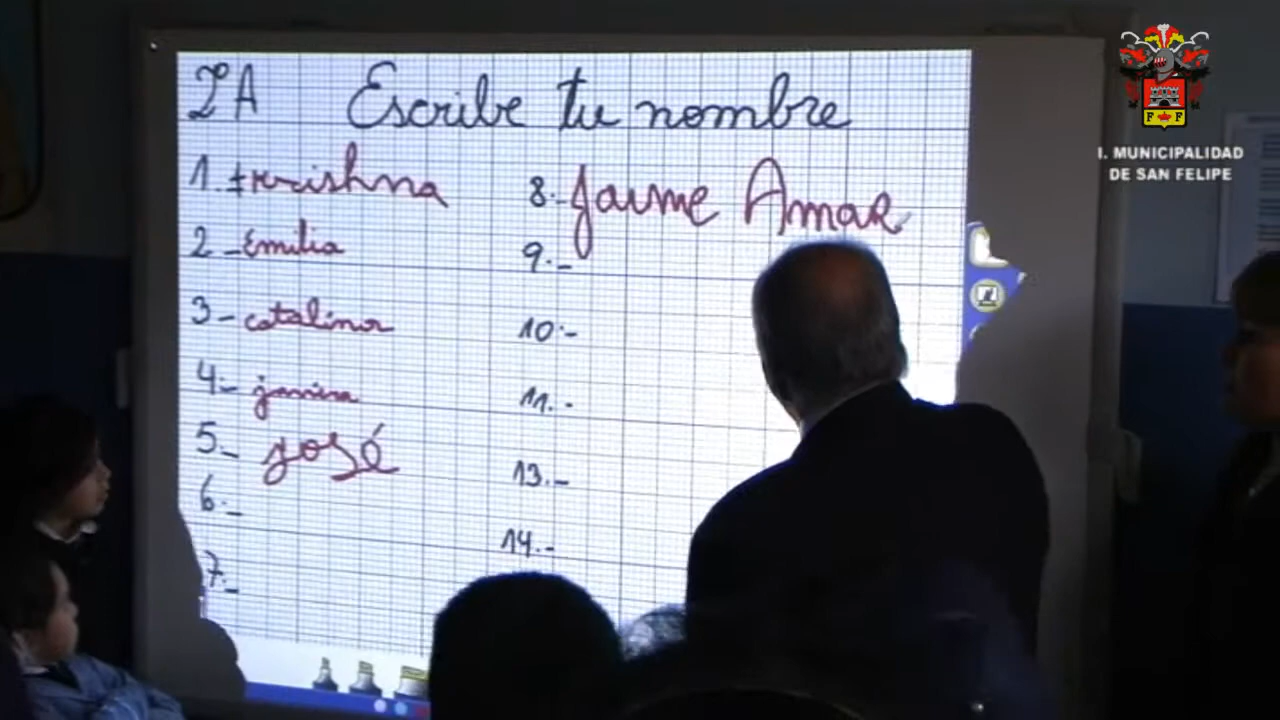 2ºA Escribe tu nombre
1. krishna
2- Emilia
3- catalina
4.- janina
5.- José
6.-
7.-
8.- Jaime Amar
9.-
10.-
11.-
13.-
14.-
I. MUNICIPALIDAD
DE SAN FELIPE
F F